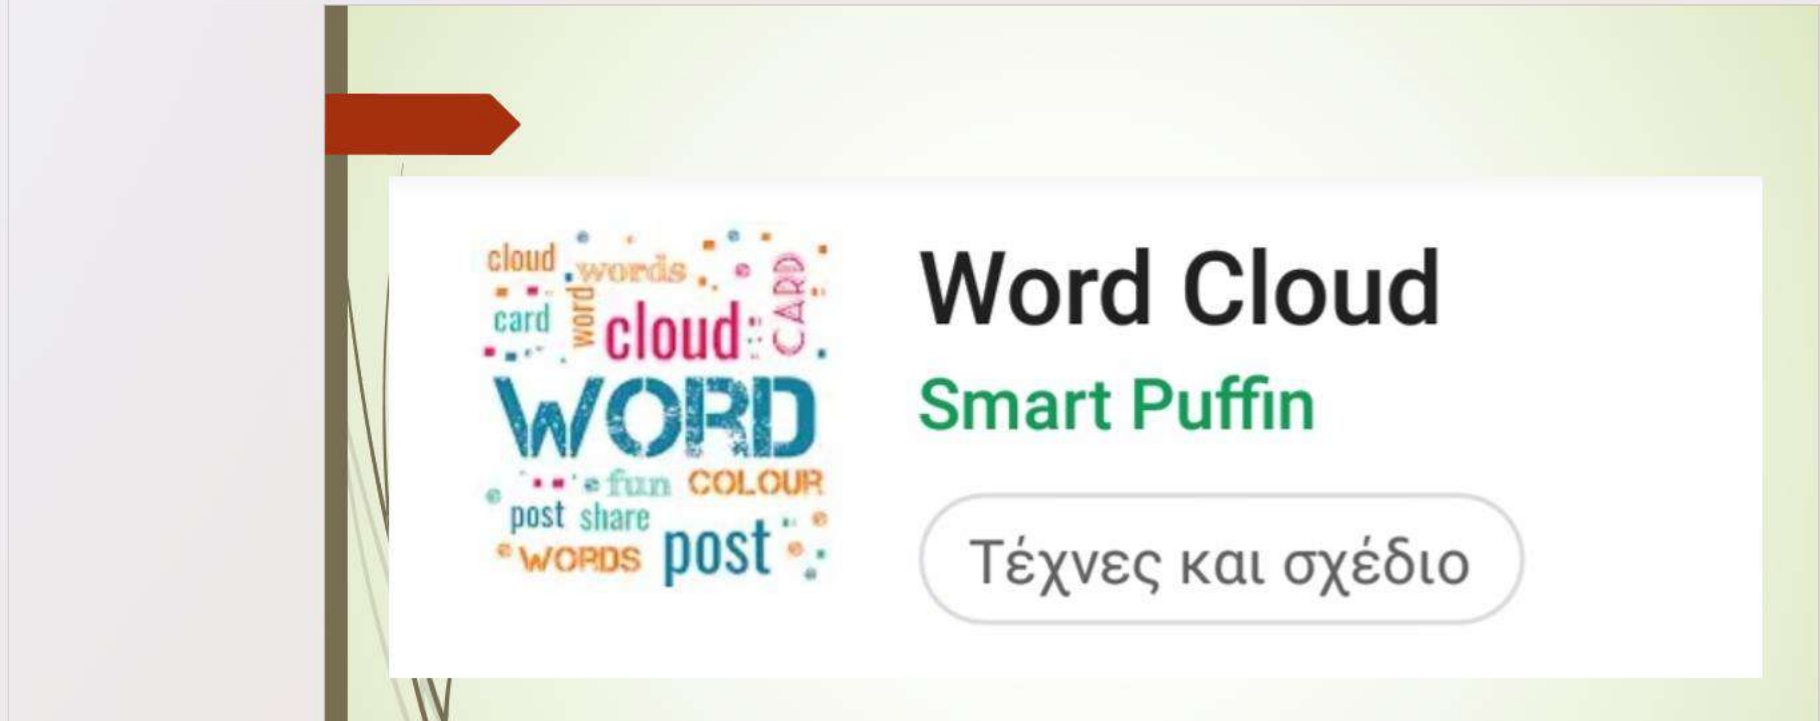 cloud words CARD
card word cloud
WORD
fun COLOUR
post share
WORDS post
Word Cloud
Smart Puffin
Τέχνες και σχέδιο